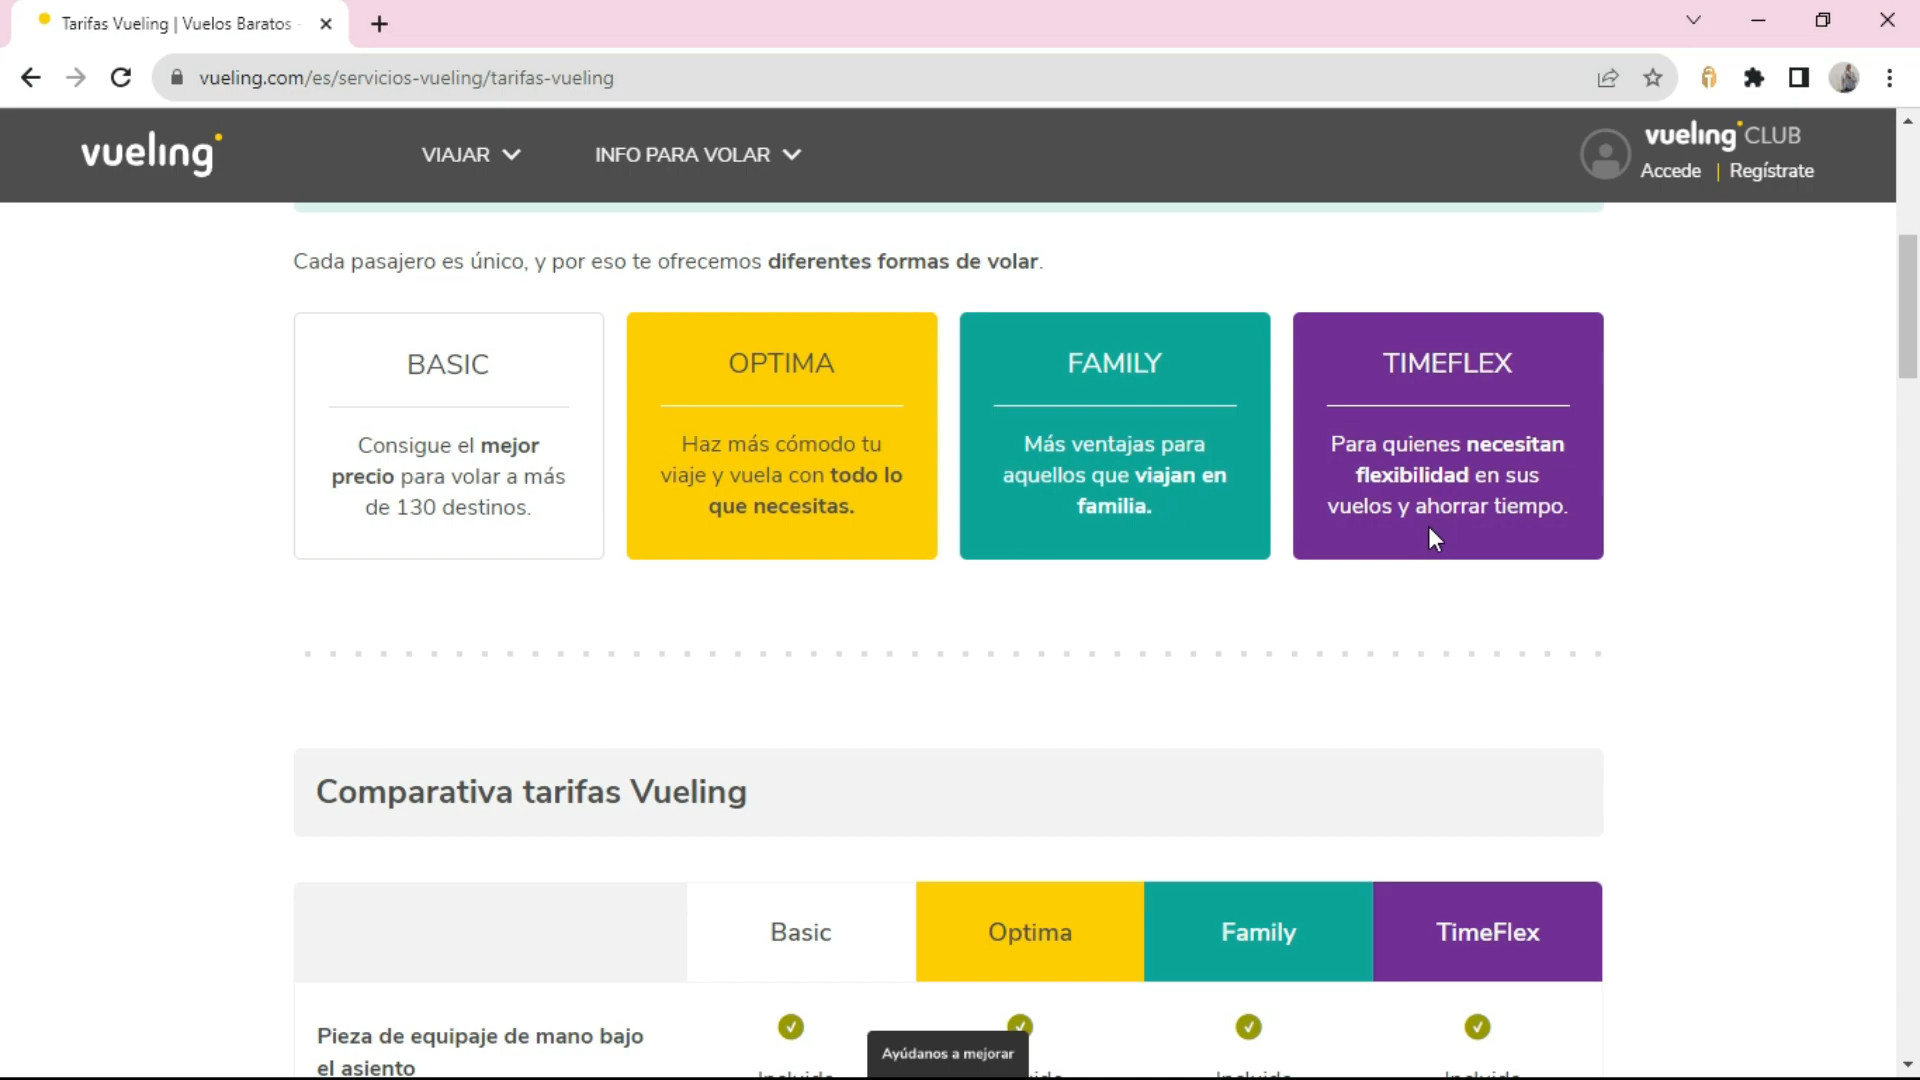 Tarifas Vueling | Vuelos Baratos -
vueling.com/es/servicios-vueling/tarifas-vueling
vueling
VIAJAR
INFO PARA VOLAR
vueling CLUB
Accede | Regístrate
Cada pasajero es único, y por eso te ofrecemos diferentes formas de volar.
BASIC
Consigue el mejor
precio para volar a más
de 130 destinos.
OPTIMA
Haz más cómodo tu
viaje y vuela con todo lo
que necesitas.
FAMILY
Más ventajas para
aquellos que viajan en
familia.
TIMEFLEX
Para quienes necesitan
flexibilidad en sus
vuelos y ahorrar tiempo.
Comparativa tarifas Vueling
Basic
Optima
Family
TimeFlex
Pieza de equipaje de mano bajo
el asiento
Ayúdanos a mejorar